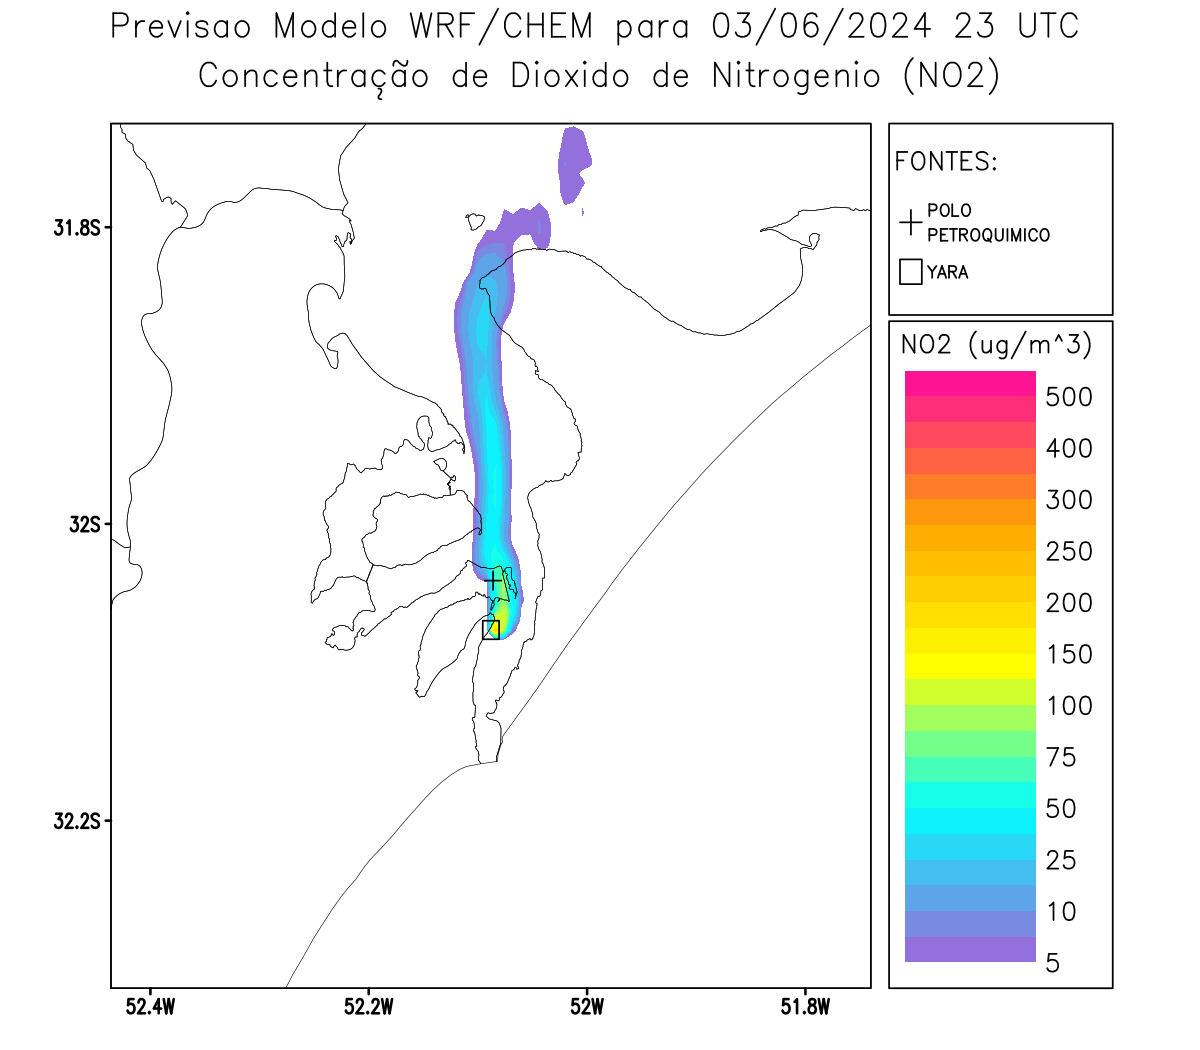 Previsao Modelo WRF/CHEM para 03/06/2024 23 UTC
Concentração de Dioxido de Nitrogenio (NO2)
FONTES:
POLO
PETROQUIMICO
YARA
31.8S
32S
32.2S
52.4W
52.2W
52W
51.8W
NO2 (ug/m^3)
500
400
300
250
200
150
100
75
50
25
10
5